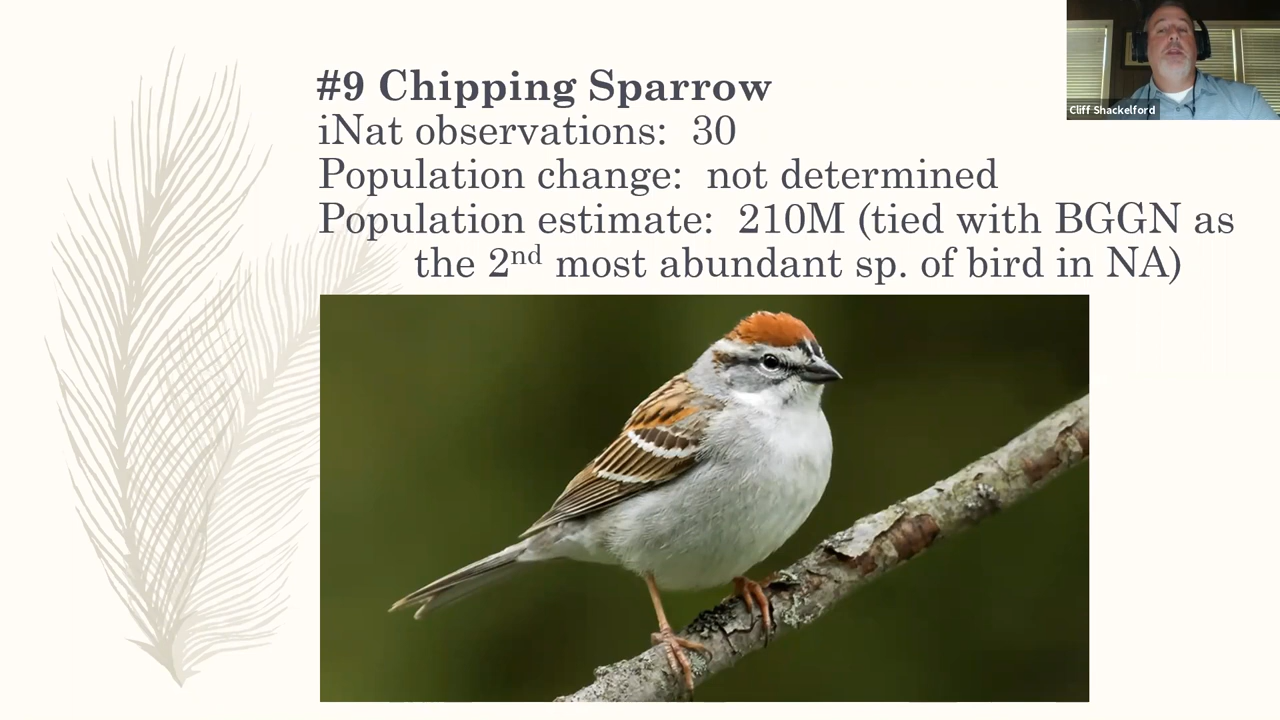 #9 Chipping Sparrow
iNat observations: 30
Population change: not determined
Population estimate: 210M (tied with BGGN as
the 2nd most abundant sp. of bird in NA)
Cliff Shackelford